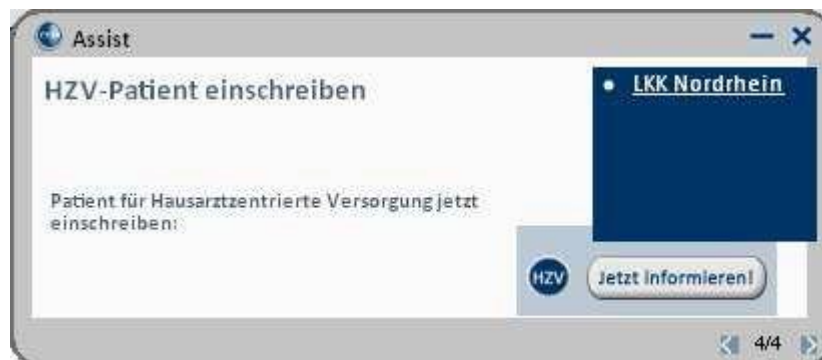 Assist
HZV-Patient einschreiben
• LKK Nordrhein
Patient für Hausarztzentrierte Versorgung jetzt
einschreiben:
HZV
Jetzt informieren!
4/4